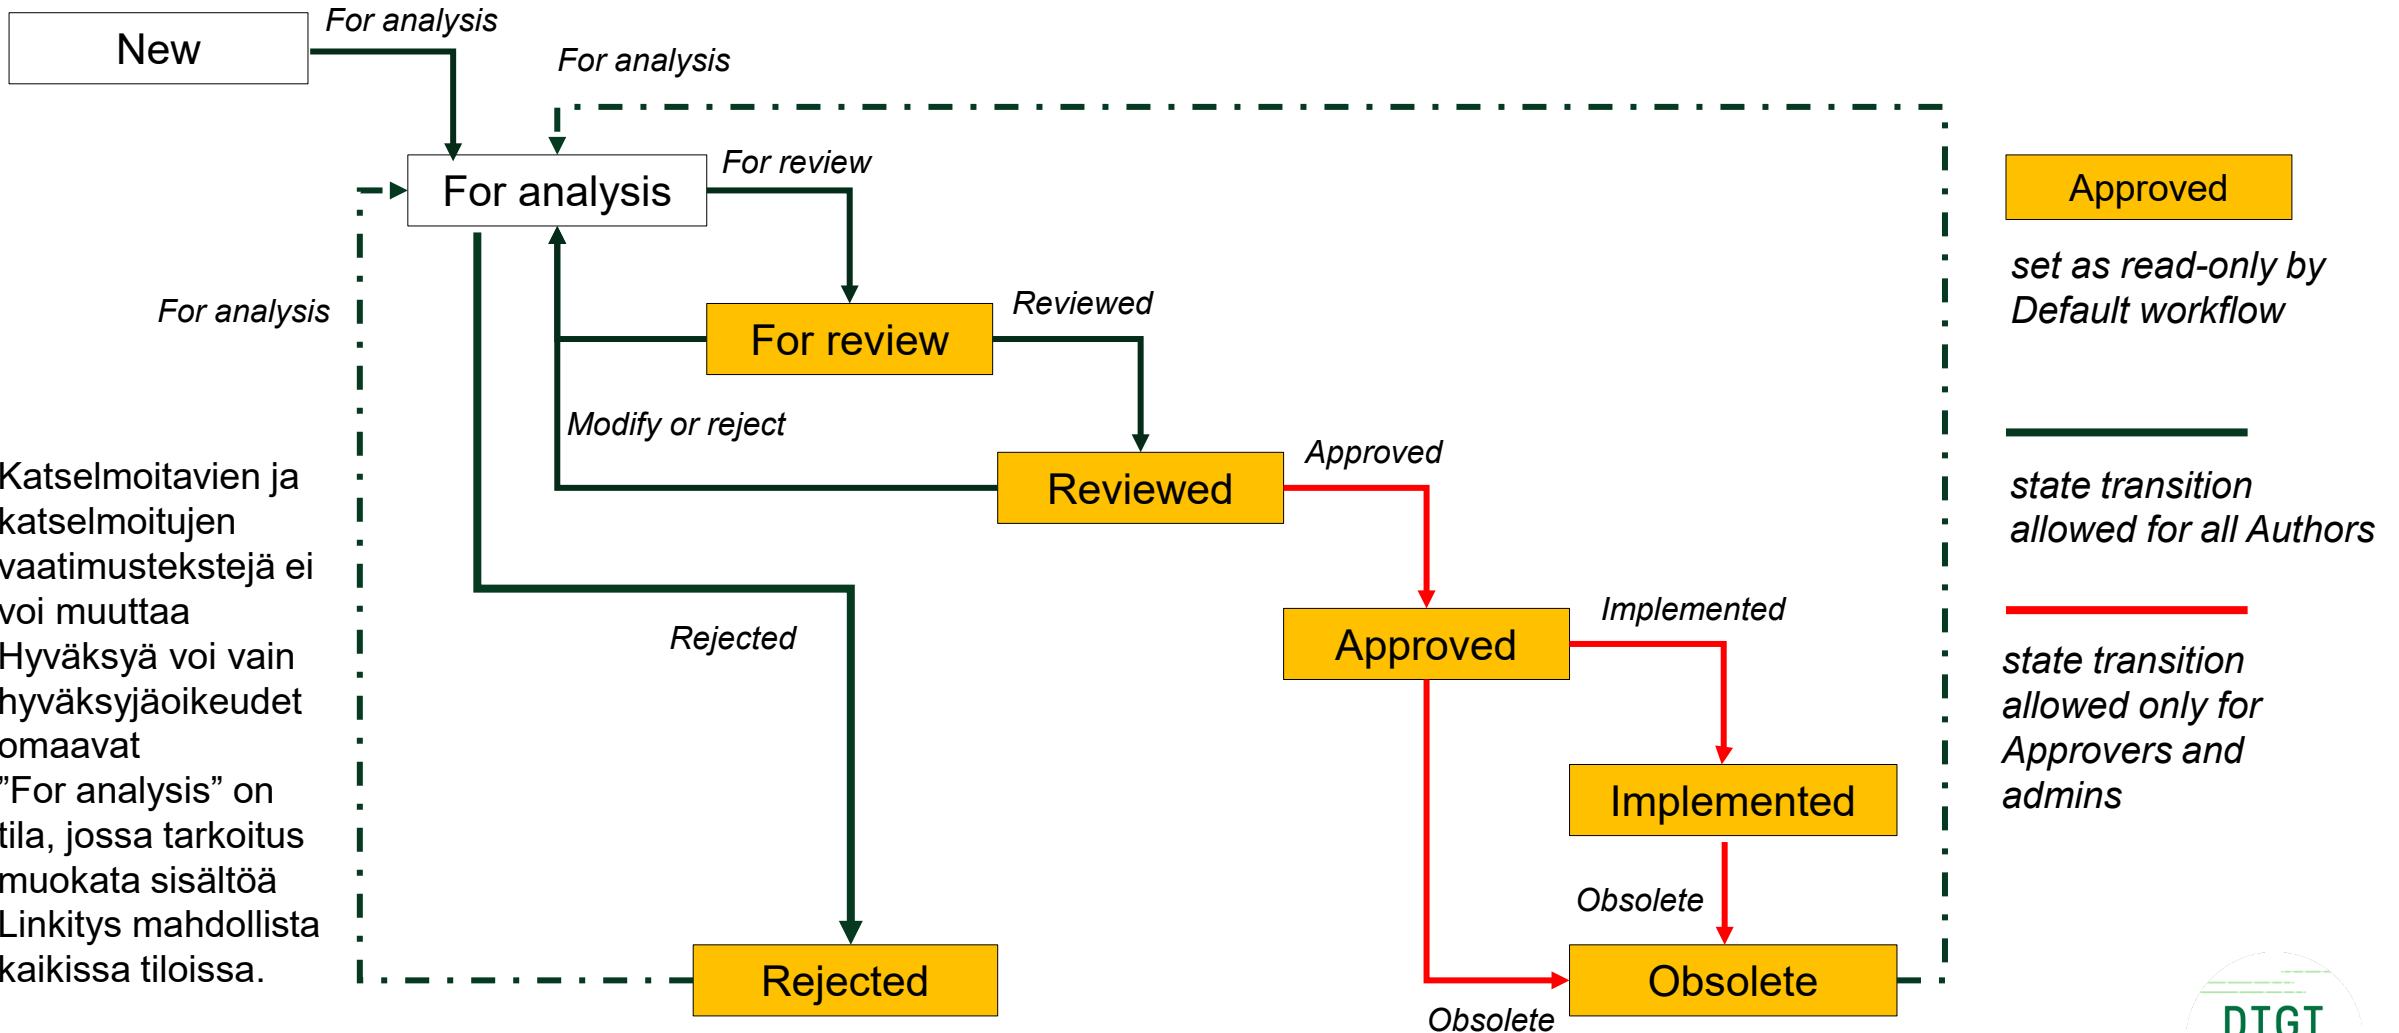 New
For analysis
For analysis
For analysis
For review
For analysis
For review
Reviewed
Modify or reject
Reviewed
Approved
Rejected
Approved
Implemented
Implemented
Obsolete
Rejected
Obsolete
Obsolete
Katselmoitavien ja
katselmoitujen
vaatimustekstejä ei
voi muuttaa
Hyväksyä voi vain
hyväksyjäoikeudet
omaavat
”For analysis” on
tila, jossa tarkoitus
muokata sisältöä
Linkitys mahdollista
kaikissa tiloissa.
Approved
set as read-only by
Default workflow
state transition
allowed for all Authors
state transition
allowed only for
Approvers and
admins